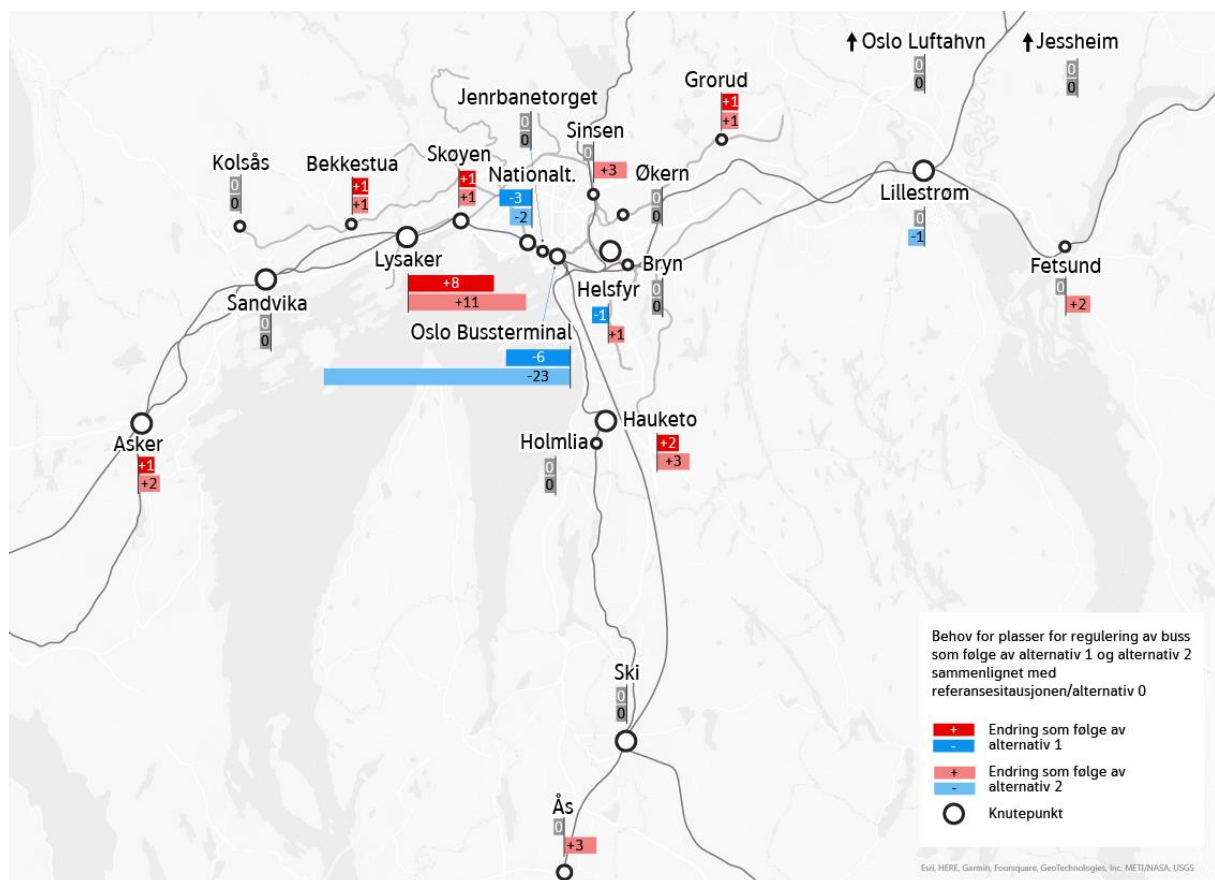 Oslo Luftahvn
0
0
Jessheim
0
0
Grorud
+1
+1
Jenrbanetorget
0
0
Sinsen
0
+3
Kolsås
0
0
Bekkestua
+1
+1
Skøyen
+1
+1
Nationalt.
-3
-2
Økern
0
0
Lillestrøm
0
-1
Lysaker
+8
+11
Bryn
0
0
Fetsund
0
+2
Sandvika
0
0
Helsfyr
-1
+1
Oslo Bussterminal
-6
-23
Asker
+1
+2
Holmlia
0
0
Hauketo
+2
+3
Ski
0
0
Ås
0
+3
Behov for plasser for regulering av buss
som følge av alternativ 1 og alternativ 2
sammenlignet med
referansesitausjonen/alternativ 0
+ Endring som følge av
- alternativ 1
+ Endring som følge av
- alternativ 2
Knutepunkt
Esri, HERE, Garmin, Foursquare, GeoTechnologies, Inc, METI/NASA, USGS